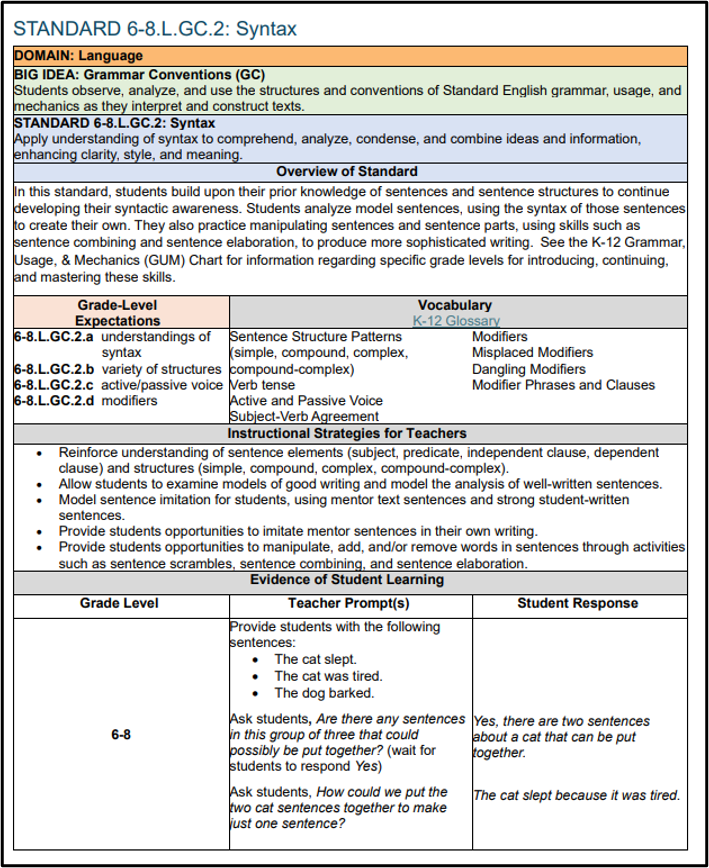 STANDARD 6-8.L.GC.2: Syntax
DOMAIN: Language
BIG IDEA: Grammar Conventions (GC)
Students observe, analyze, and use the structures and conventions of Standard English grammar, usage, and
mechanics as they interpret and construct texts.
STANDARD 6-8.L.GC.2: Syntax
Apply understanding of syntax to comprehend, analyze, condense, and combine ideas and information,
enhancing clarity, style, and meaning.
Overview of Standard
In this standard, students build upon their prior knowledge of sentences and sentence structures to continue
developing their syntactic awareness. Students analyze model sentences, using the syntax of those sentences
to create their own. They also practice manipulating sentences and sentence parts, using skills such as
sentence combining and sentence elaboration, to produce more sophisticated writing. See the K-12 Grammar,
Usage, & Mechanics (GUM) Chart for information regarding specific grade levels for introducing, continuing,
and mastering these skills.
Grade-Level
Expectations
Vocabulary
K-12 Glossary
6-8.L.GC.2.a understandings of
syntax
6-8.L.GC.2.b variety of structures
6-8.L.GC.2.c active/passive voice
6-8.L.GC.2.d modifiers
Sentence Structure Patterns
(simple, compound, complex,
compound-complex)
Verb tense
Active and Passive Voice
Subject-Verb Agreement
Modifiers
Misplaced Modifiers
Dangling Modifiers
Modifier Phrases and Clauses
Instructional Strategies for Teachers
• Reinforce understanding of sentence elements (subject, predicate, independent clause, dependent
clause) and structures (simple, compound, complex, compound-complex).
• Allow students to examine models of good writing and model the analysis of well-written sentences.
• Model sentence imitation for students, using mentor text sentences and strong student-written
sentences.
• Provide students opportunities to imitate mentor sentences in their own writing.
• Provide students opportunities to manipulate, add, and/or remove words in sentences through activities
such as sentence scrambles, sentence combining, and sentence elaboration.
Evidence of Student Learning
Grade Level
Teacher Prompt(s)
Student Response
6-8
Provide students with the following
sentences:
• The cat slept.
• The cat was tired.
• The dog barked.
Ask students, Are there any sentences
in this group of three that could
possibly be put together? (wait for
students to respond Yes)
Ask students, How could we put the
two cat sentences together to make
just one sentence?
Yes, there are two sentences
about a cat that can be put
together.
The cat slept because it was tired.